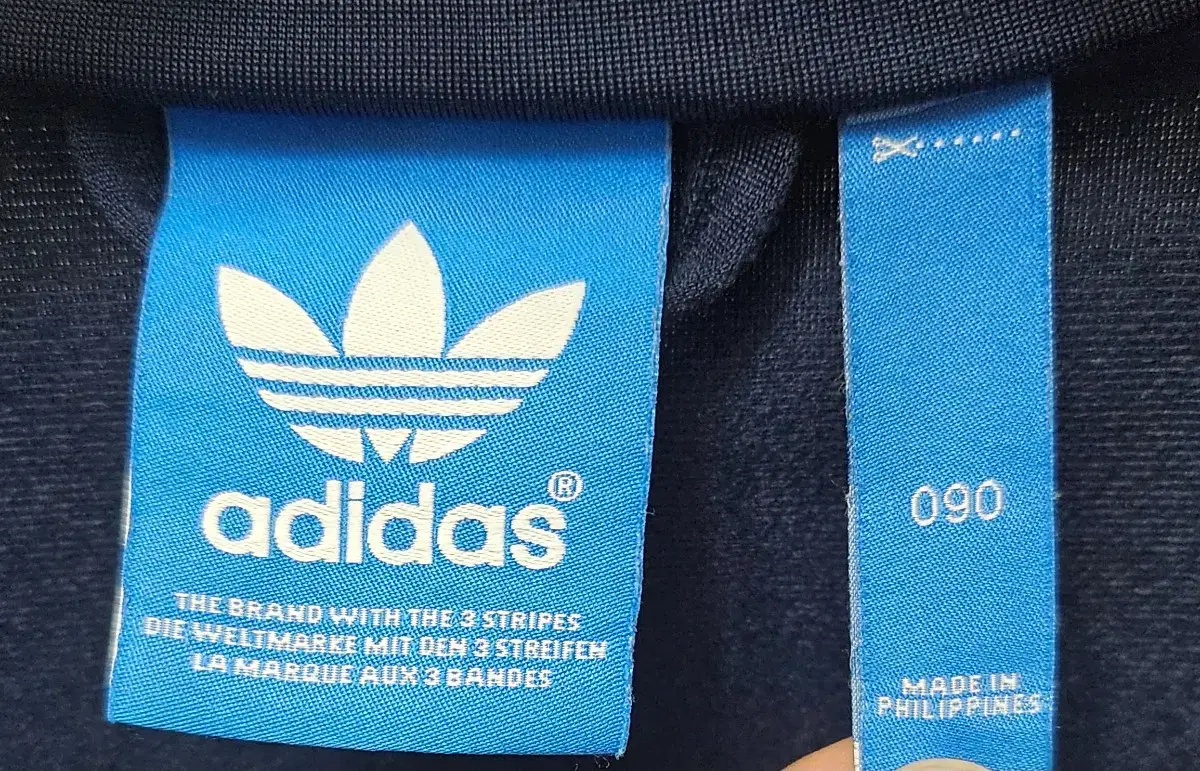 adidas®
THE BRAND WITH THE 3 STRIPES
DIE WELTMARKE MIT DEN 3 STREIFEN
LA MARQUE AUX 3 BANDES
090
MADE IN
PHILIPPINES